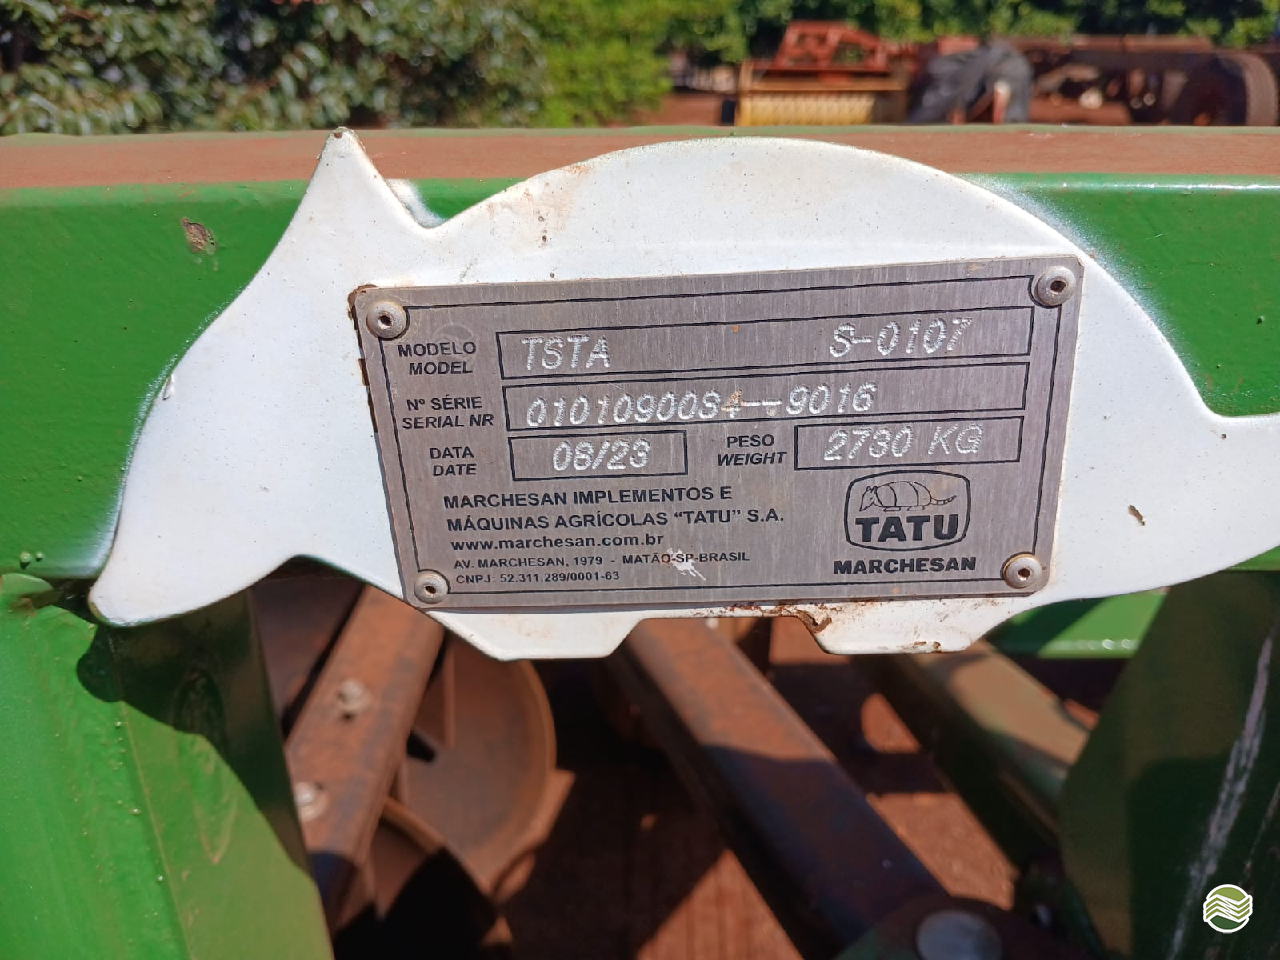 MODELO
MODEL
TSTA S-0107
Nº SÉRIE
SERIAL NR
DATA
DATE
08/23
PESO
WEIGHT
2730 KG
MARCHESAN IMPLEMENTOS E
MÁQUINAS AGRÍCOLAS "TATU" S.A.
www.marchesan.com.br
AV. MARCHESAN, 1979 - MATÃO-SP-BRASIL
CNPJ: 52.311.289/0001-63
TATU
MARCHESAN